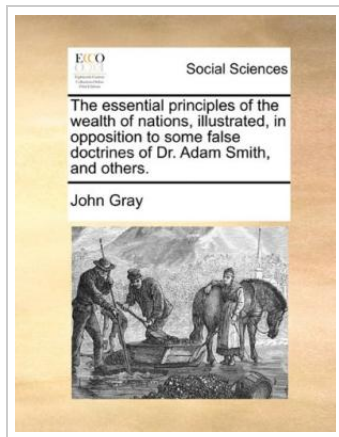 ECCO
Social Sciences
The essential principles of the
wealth of nations, illustrated, in
opposition to some false
doctrines of Dr. Adam Smith,
and others.
John Gray